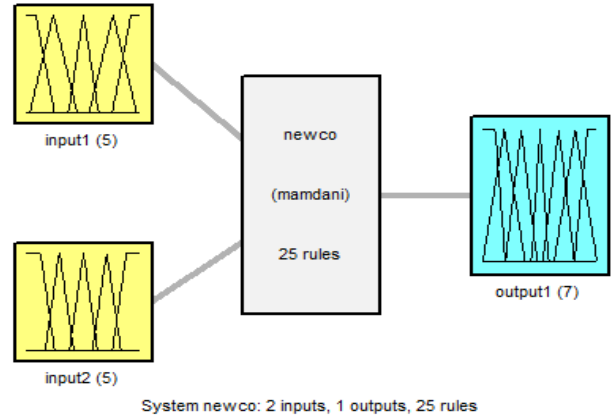 input1 (5)
newco
(mamdani)
25 rules
output1 (7)
input2 (5)
System newco: 2 inputs, 1 outputs, 25 rules